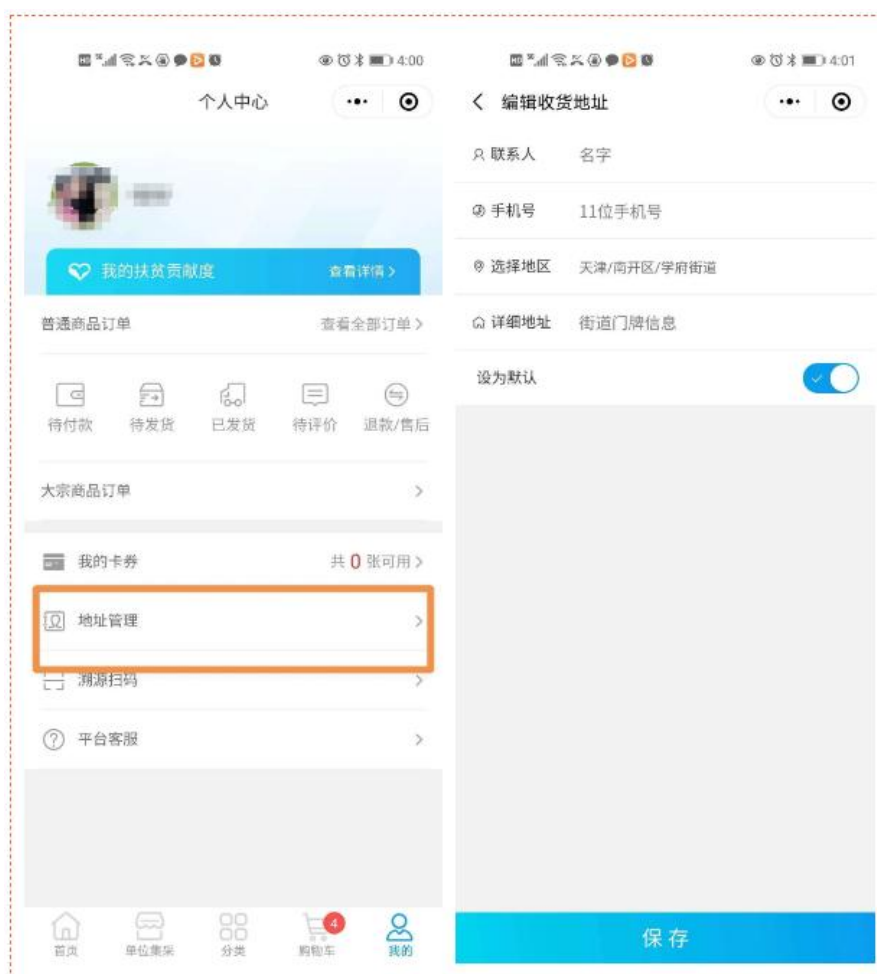 4:00
个人中心
我的扶贫贡献度
查看详情>
普通商品订单
查看全部订单>
待付款
待发货
已发货
待评价
退款/售后
大宗商品订单
我的卡券
共 0 张可用>
地址管理
溯源扫码
平台客服
首页
单位集采
分类
4
购物车
我的
4:01
编辑收货地址
联系人 名字
手机号 11位手机号
选择地区 天津/南开区/学府街道
详细地址 街道门牌信息
设为默认
保存